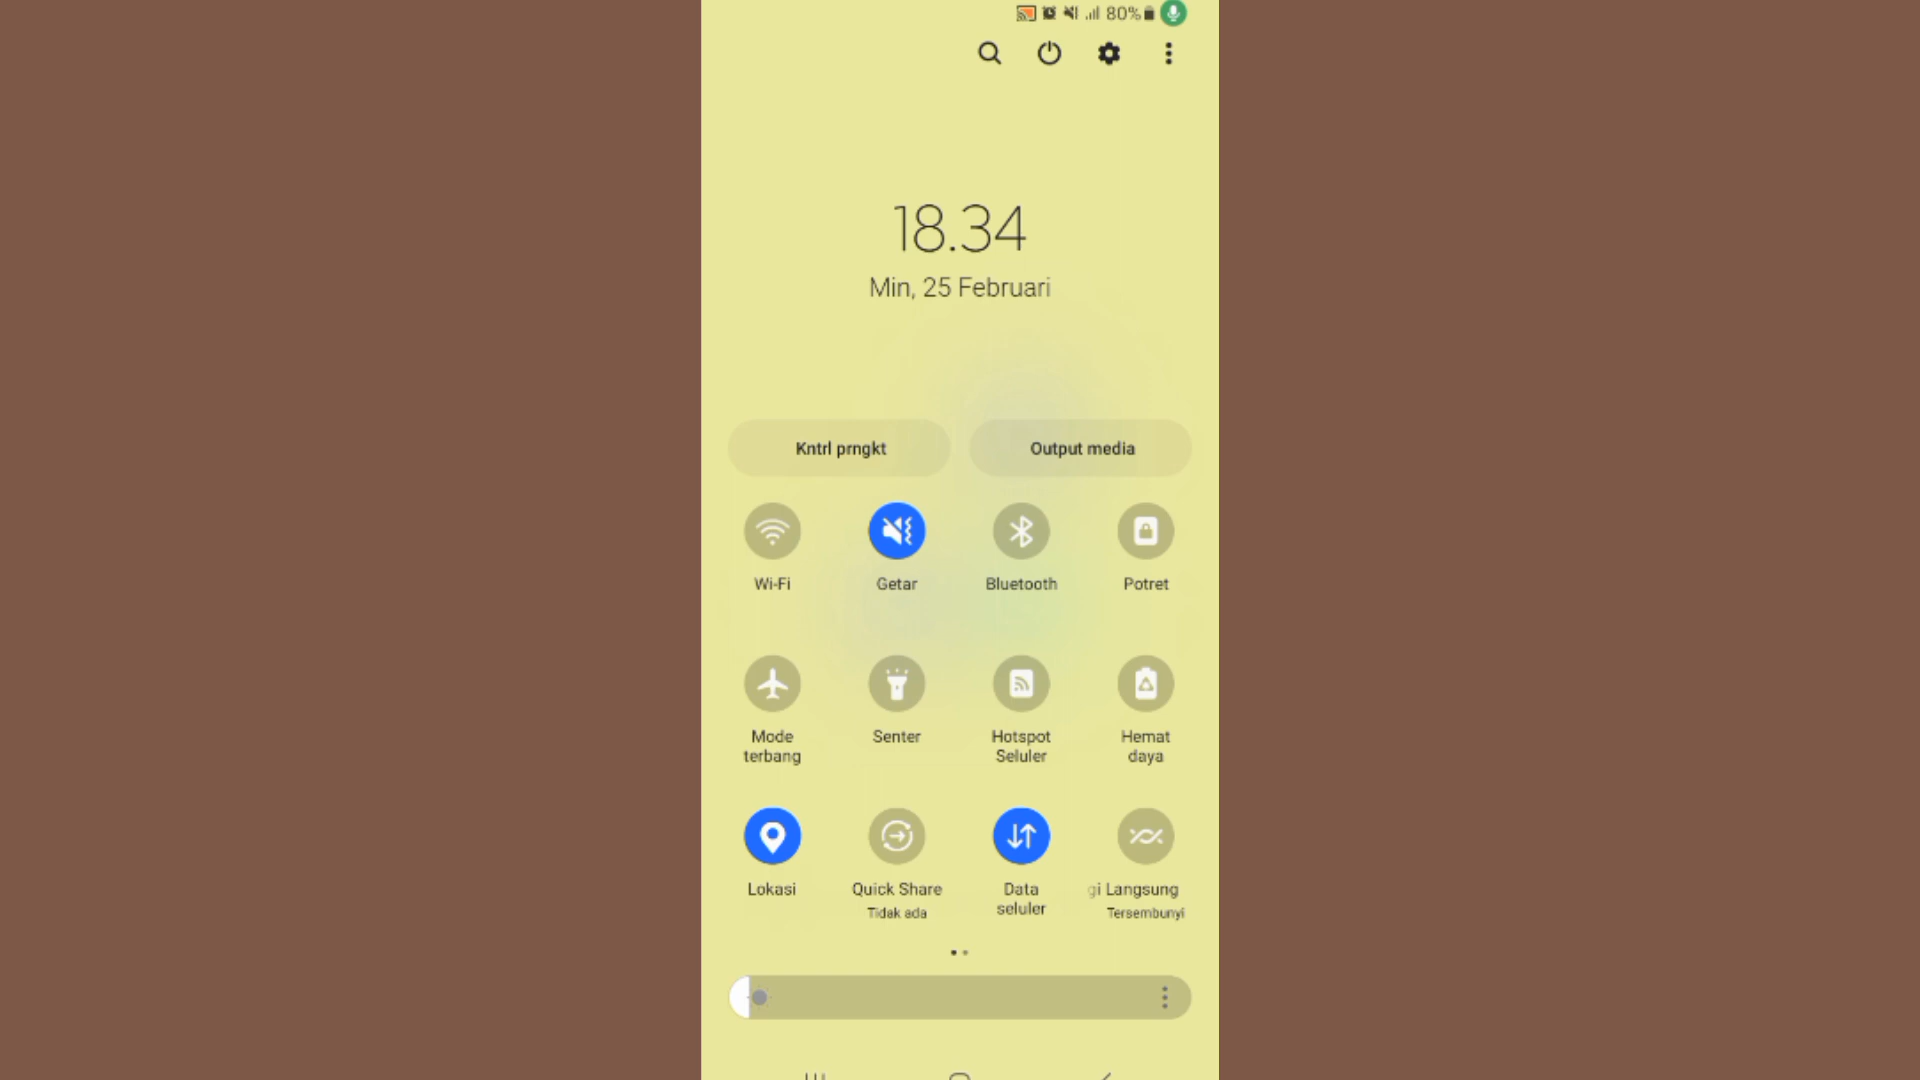 80%
18.34
Min, 25 Februari
Kntrl prngkt
Output media
Wi-Fi
Getar
Bluetooth
Potret
Mode
terbang
Senter
Hotspot
Seluler
Hemat
daya
Lokasi
Quick Share
Tidak ada
Data
seluler
gi Langsung
Tersembunyi